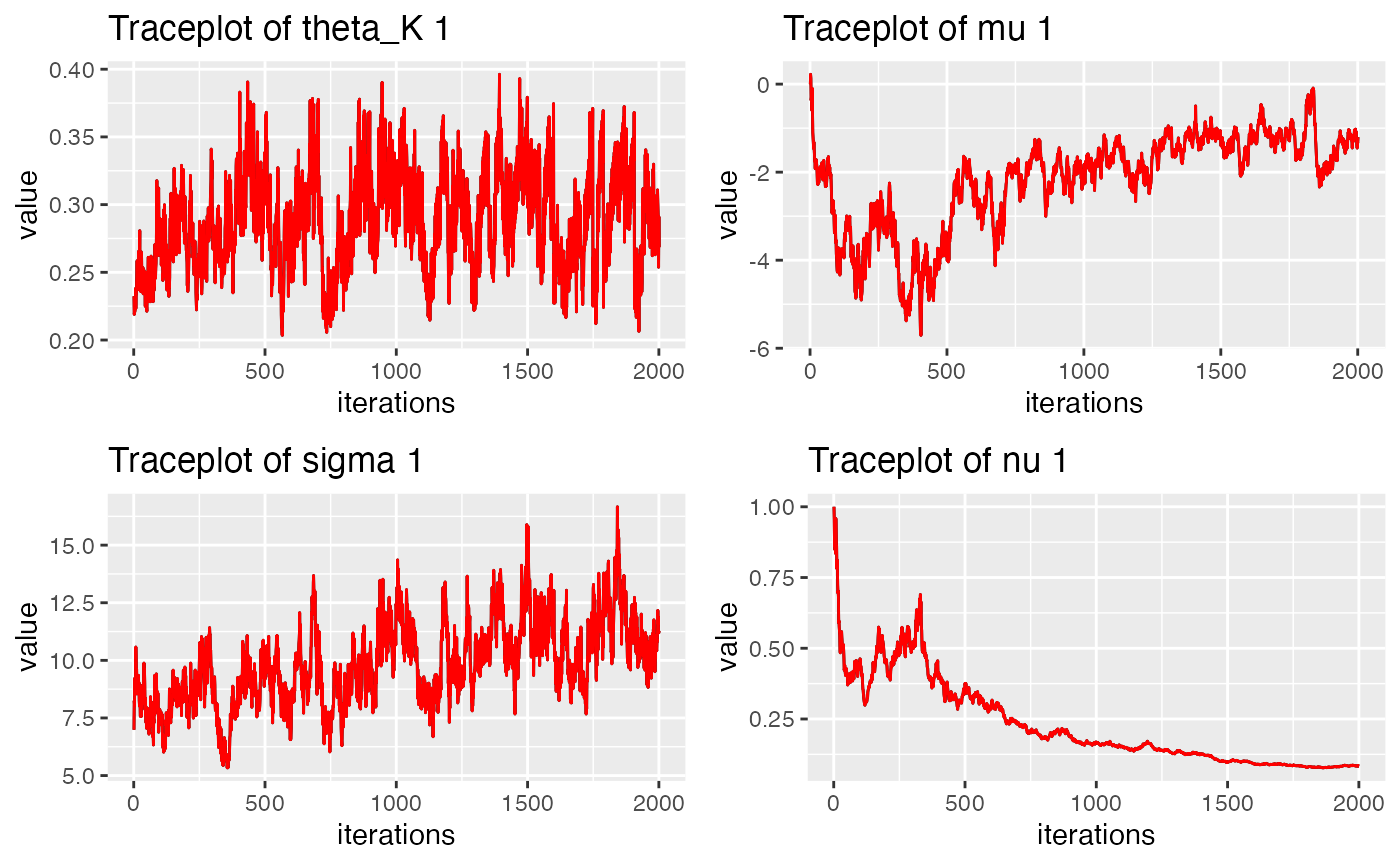 Traceplot of theta_K 1
value
0.40
0.35
0.30
0.25
0.20
0 500 1000 1500 2000
iterations
Traceplot of mu 1
value
0
-2
-4
-6
0 500 1000 1500 2000
iterations
Traceplot of sigma 1
value
15.0
12.5
10.0
7.5
5.0
0 500 1000 1500 2000
iterations
Traceplot of nu 1
value
1.00
0.75
0.50
0.25
0 500 1000 1500 2000
iterations